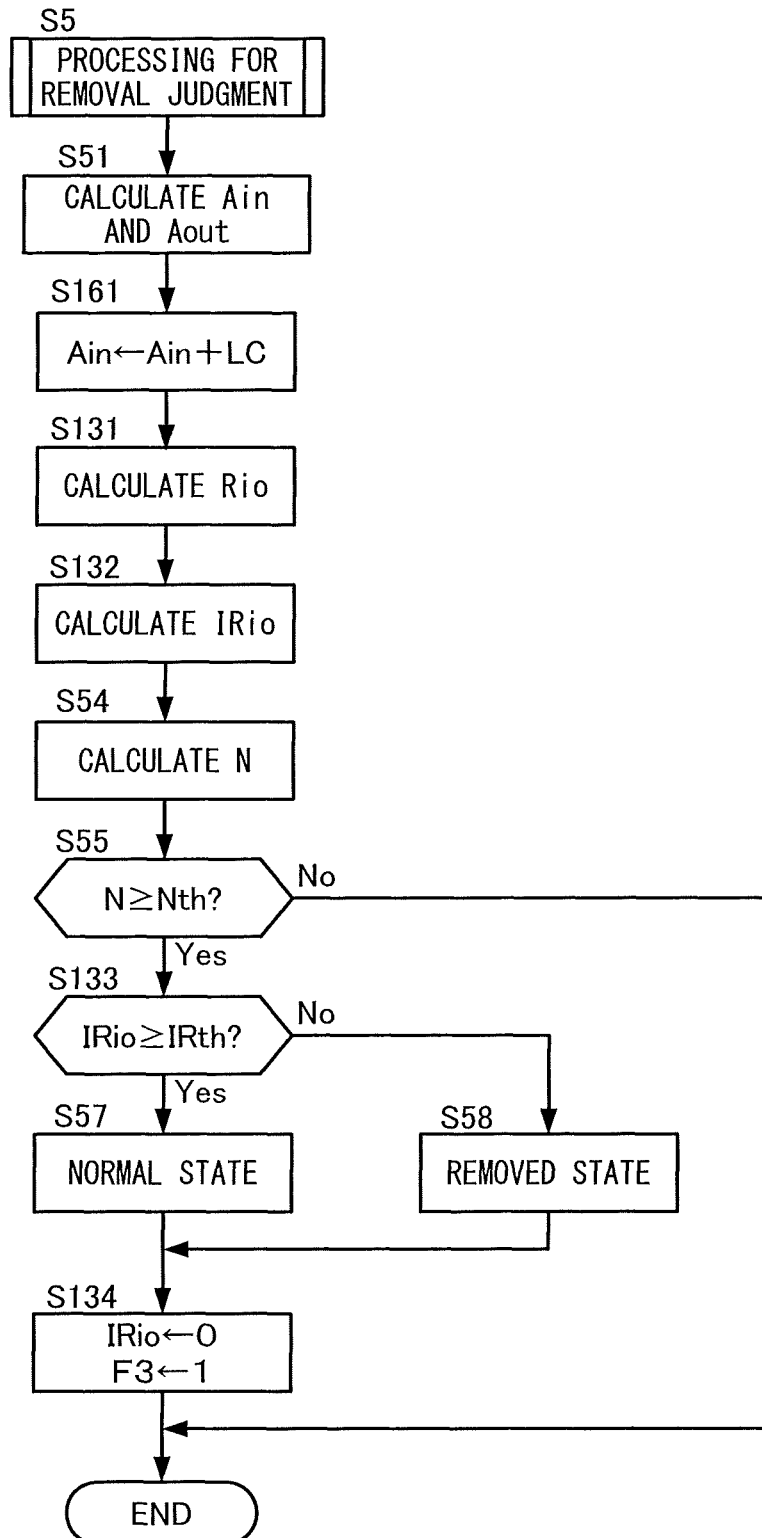 S5
PROCESSING FOR
REMOVAL JUDGMENT
S51
CALCULATE Ain
AND Aout
S161
Ain←Ain+LC
S131
CALCULATE Rio
S132
CALCULATE IRio
S54
CALCULATE N
S55
N≥Nth?
No
Yes
S133
IRio≥IRth?
No
Yes
S57
NORMAL STATE
S58
REMOVED STATE
S134
IRio←0
F3←1
END